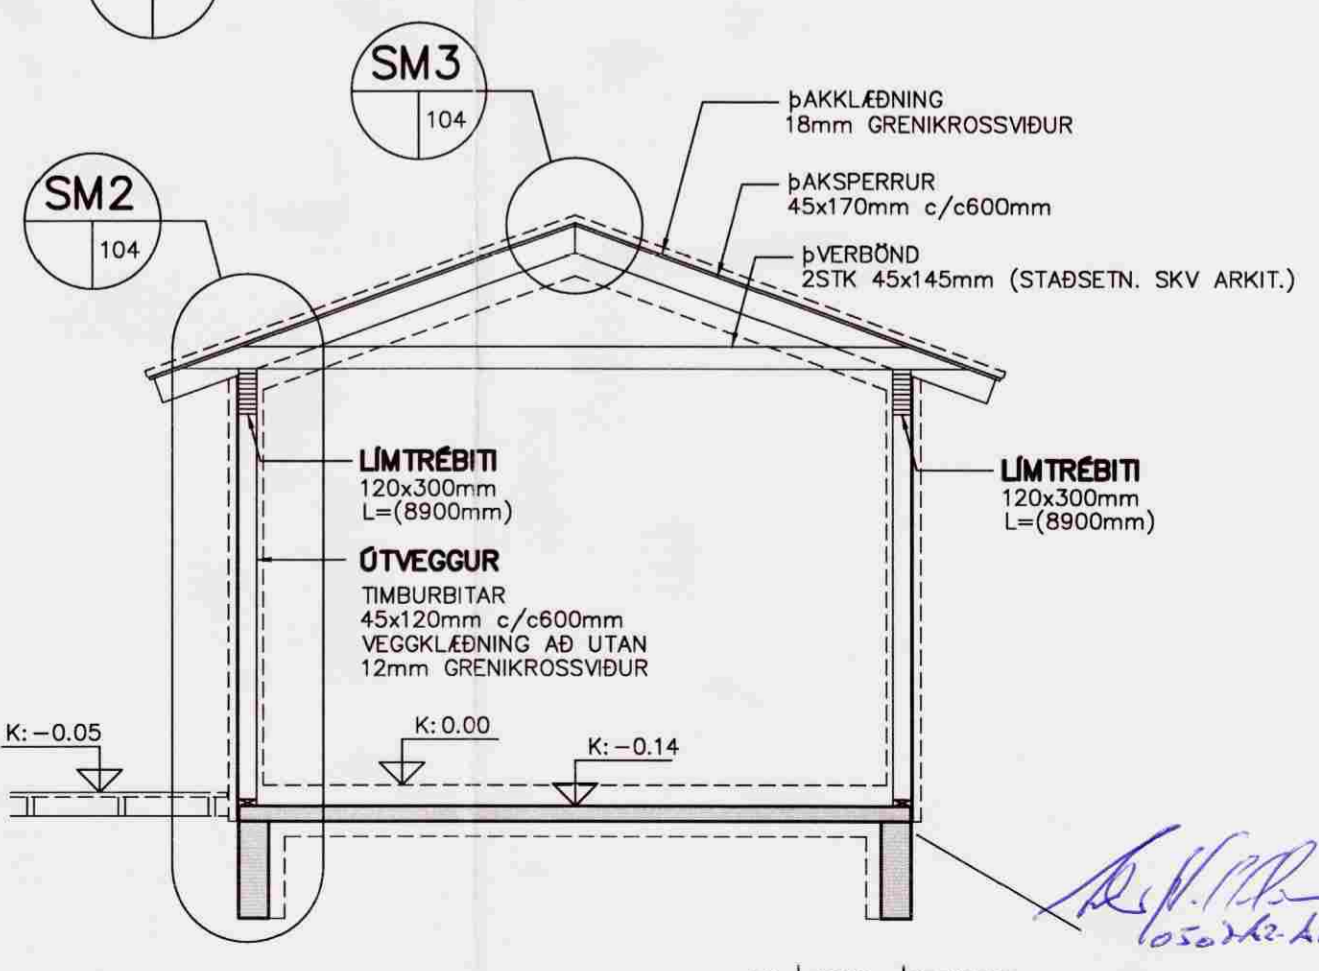 SM3
104
SM2
104
þAKKLÆÐNING
18mm GRENIKROSSVIÐUR
þAKSPERRUR
45x170mm c/c600mm
þVERBÖND
2STK 45x145mm (STAÐSETN. SKV ARKIT.)
LÍMTRÉBITI
120x300mm
L=(8900mm)
LÍMTRÉBITI
120x300mm
L=(8900mm)
ÚTVEGGUR
TIMBURBITAR
45x120mm c/c600mm
VEGGKLÆÐNING AÐ UTAN
12mm GRENIKROSSVIÐUR
K:-0.05
K:0.00
K:-0.14